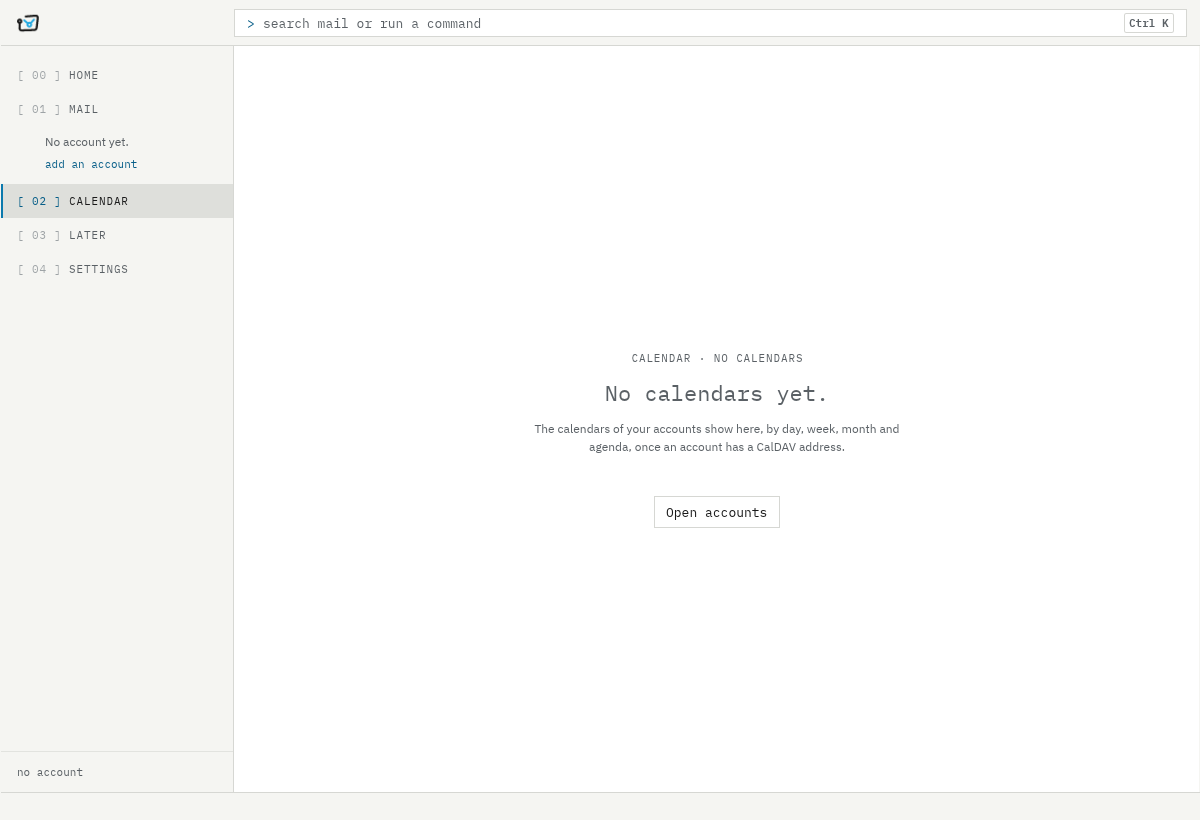 > search mail or run a command
Ctrl K
[ 00 ] HOME
[ 01 ] MAIL
No account yet.
add an account
[ 02 ] CALENDAR
[ 03 ] LATER
[ 04 ] SETTINGS
CALENDAR · NO CALENDARS
No calendars yet.
The calendars of your accounts show here, by day, week, month and
agenda, once an account has a CalDAV address.
Open accounts
no account